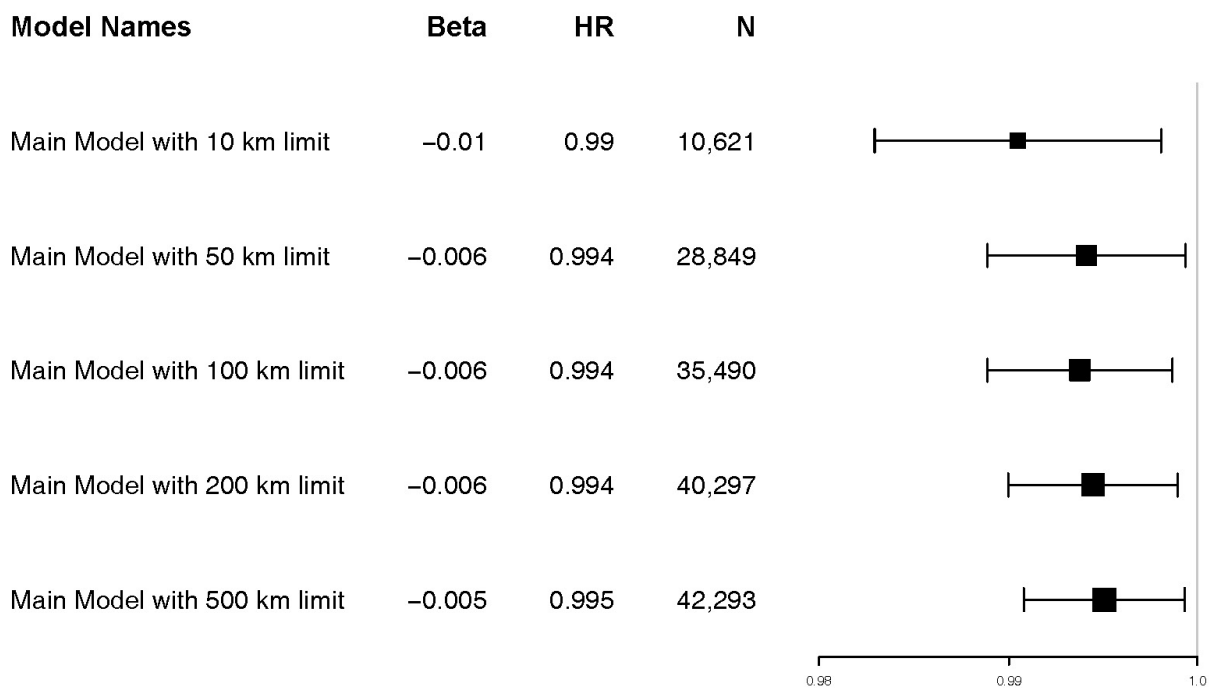 Model Names Beta HR N
Main Model with 10 km limit −0.01 0.99 10,621
Main Model with 50 km limit −0.006 0.994 28,849
Main Model with 100 km limit −0.006 0.994 35,490
Main Model with 200 km limit −0.006 0.994 40,297
Main Model with 500 km limit −0.005 0.995 42,293
0.98 0.99 1.0